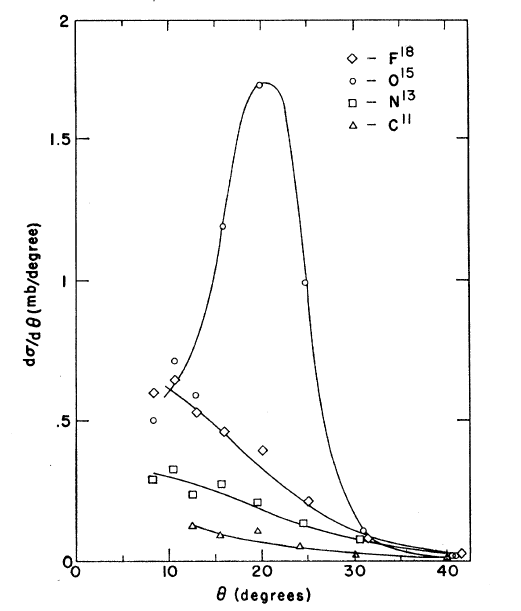 2
1.5
1
.5
0
0
10
20
30
40
dσ/dθ (mb/degree)
θ (degrees)
◇ – F¹⁸
○ – O¹⁵
□ – N¹³
△ – C¹¹